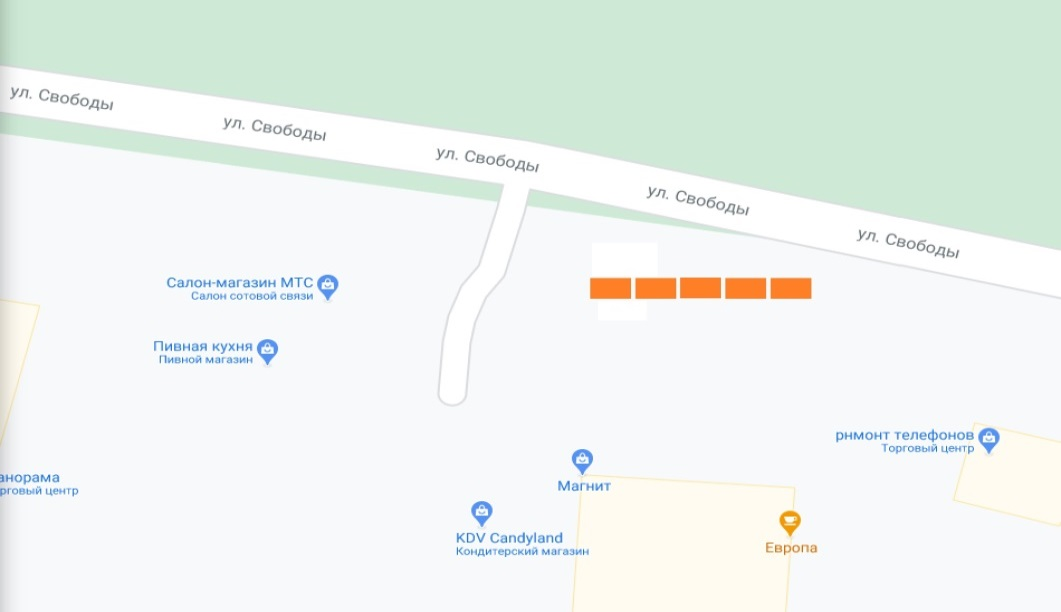 ул. Свободы
ул. Свободы
ул. Свободы
ул. Свободы
ул. Свободы
Салон-магазин МТС
Салон сотовой связи
Пивная кухня
Пивной магазин
рнмонт телефонов
Торговый центр
анорама
рговый центр
Магнит
KDV Candyland
Кондитерский магазин
Европа